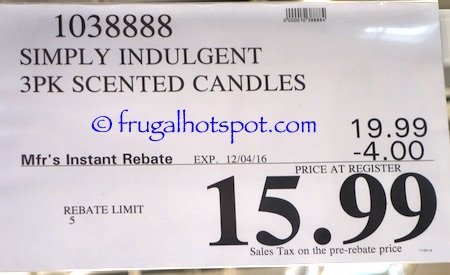 0000010388884
1038888
SIMPLY INDULGENT
3PK SCENTED CANDLES
© frugalhotspot.com
19.99
Mfr's Instant Rebate EXP. 12/04/16 -4.00
PRICE AT REGISTER
REBATE LIMIT
5
15.99
Sales Tax on the pre-rebate price